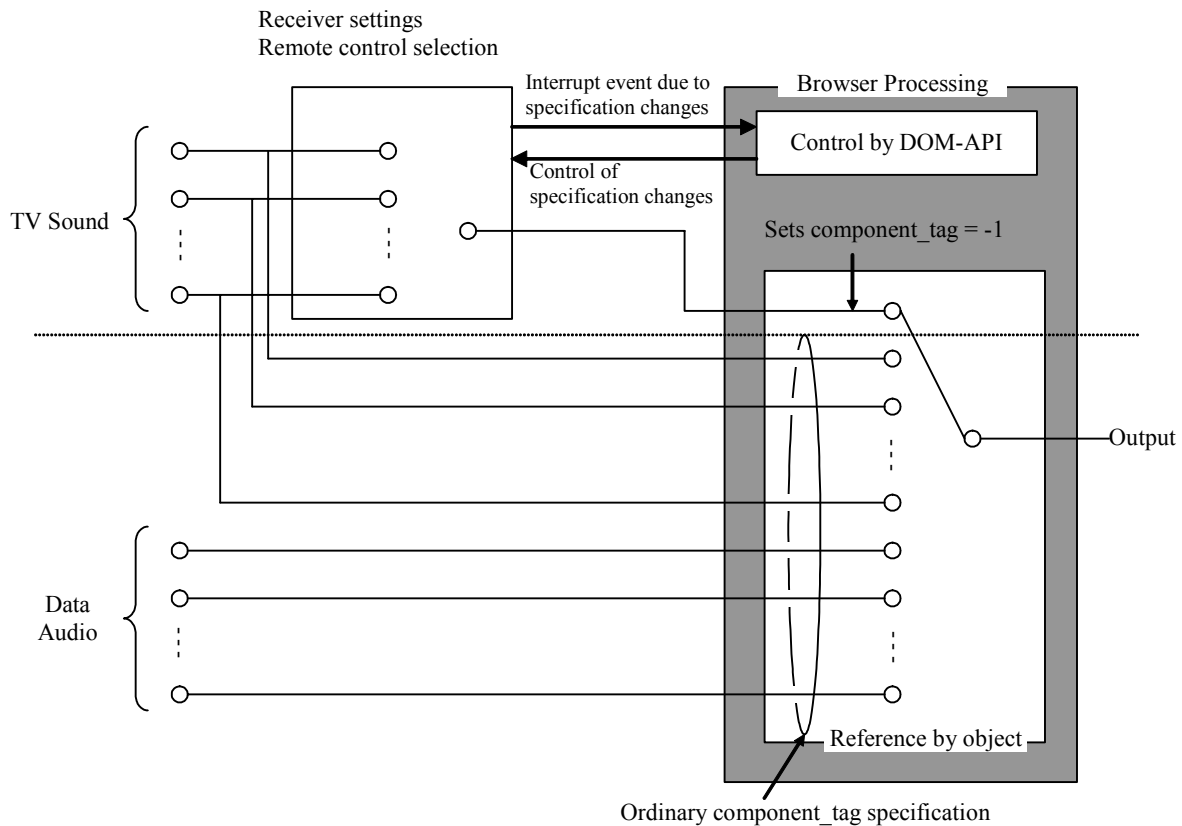 Receiver settings
Remote control selection
Interrupt event due to
specification changes
Browser Processing
Control by DOM-API
Control of
specification changes
TV Sound
Sets component_tag = -1
Output
Data
Audio
Reference by object
Ordinary component_tag specification